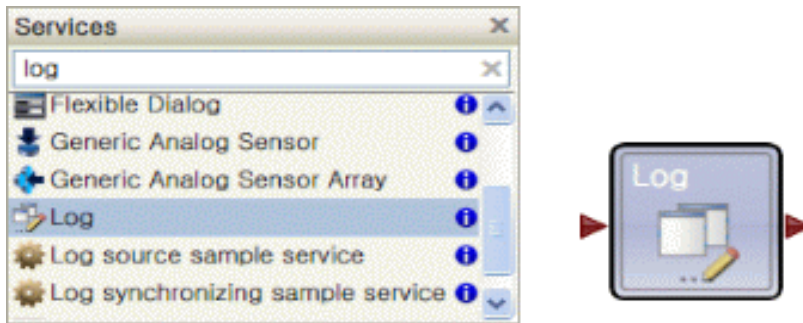 Services
log
Flexible Dialog
Generic Analog Sensor
Generic Analog Sensor Array
Log
Log source sample service
Log synchronizing sample service
Log